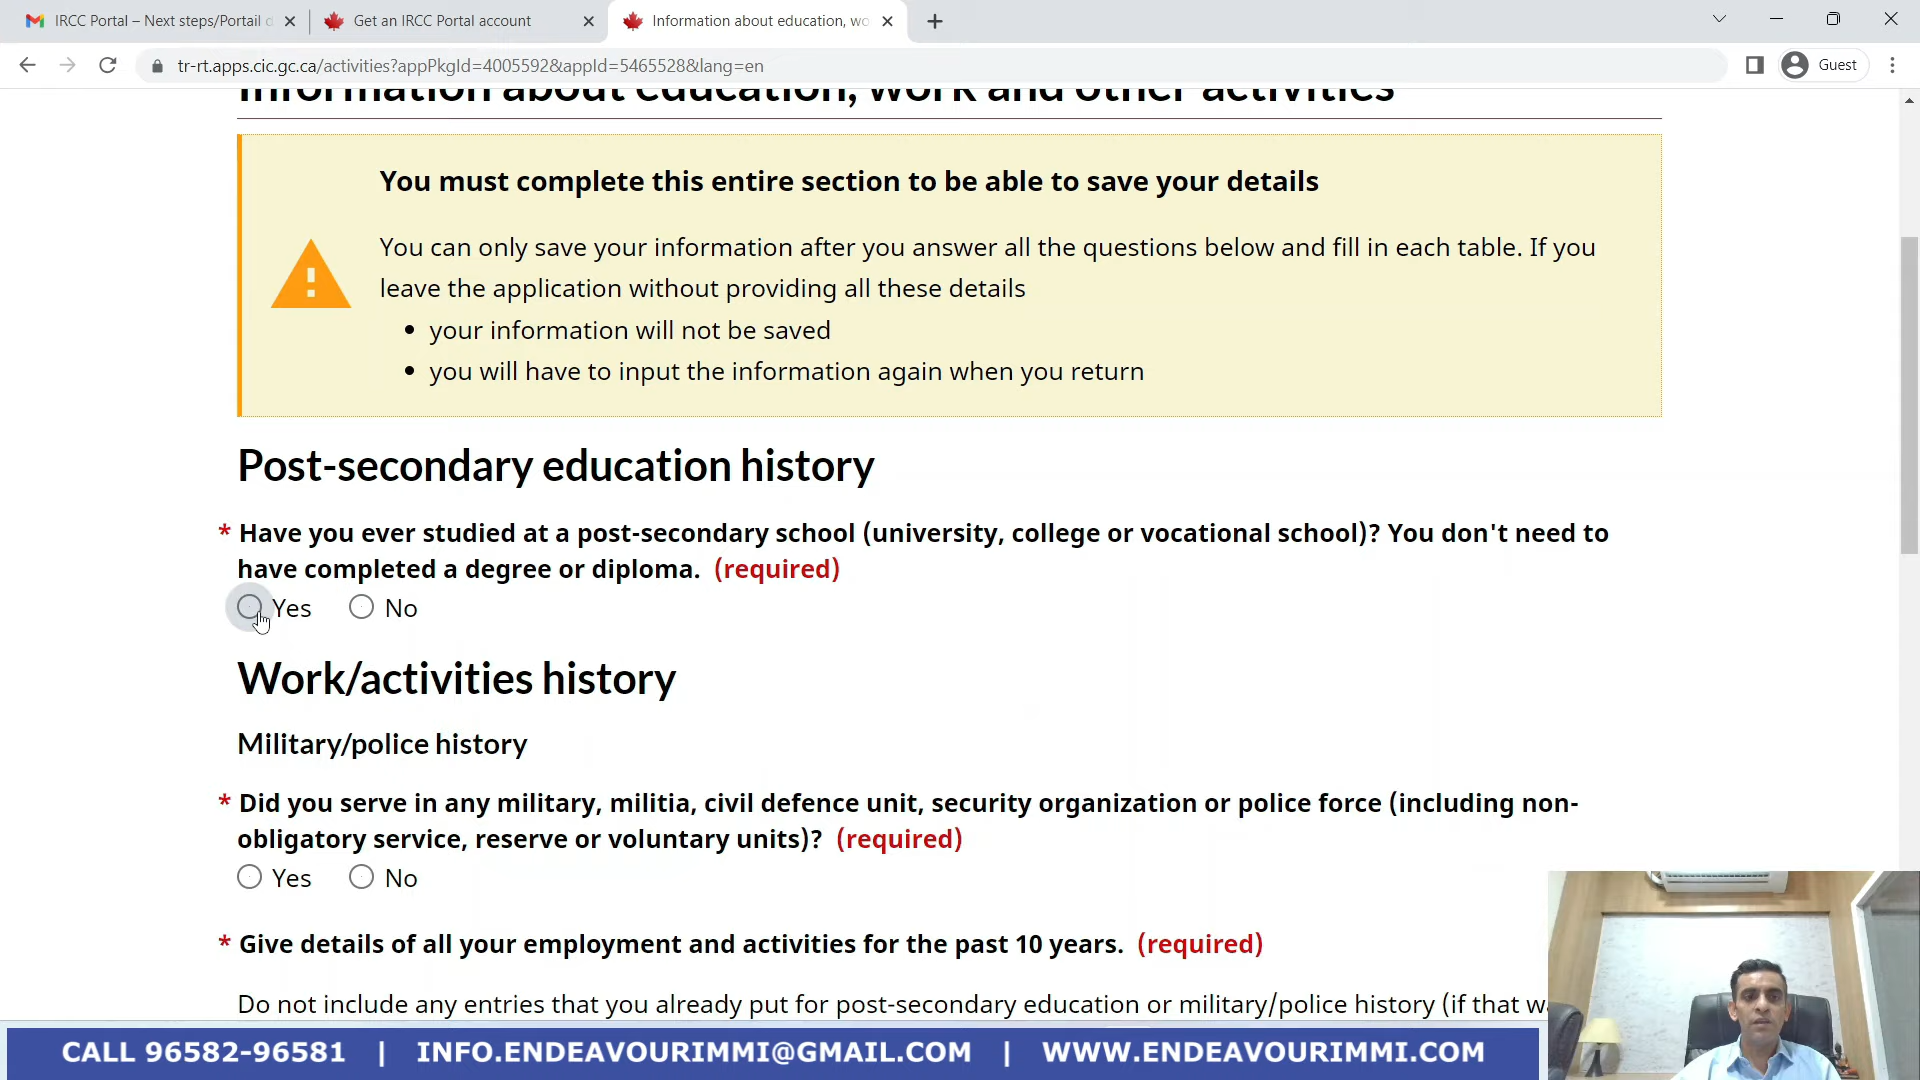 IRCC Portal – Next steps/Portail d
Get an IRCC Portal account
Information about education, wo
tr-rt.apps.cic.gc.ca/activities?appPkgId=4005592&appId=5465528&lang=en
Guest
Information about education, work and other activities
You must complete this entire section to be able to save your details
You can only save your information after you answer all the questions below and fill in each table. If you
leave the application without providing all these details
• your information will not be saved
• you will have to input the information again when you return
Post-secondary education history
* Have you ever studied at a post-secondary school (university, college or vocational school)? You don't need to
have completed a degree or diploma. (required)
Yes No
Work/activities history
Military/police history
* Did you serve in any military, militia, civil defence unit, security organization or police force (including non-
obligatory service, reserve or voluntary units)? (required)
Yes No
* Give details of all your employment and activities for the past 10 years. (required)
Do not include any entries that you already put for post-secondary education or military/police history (if that
CALL 96582-96581 | INFO.ENDEAVOURIMMI@GMAIL.COM | WWW.ENDEAVOURIMMI.COM